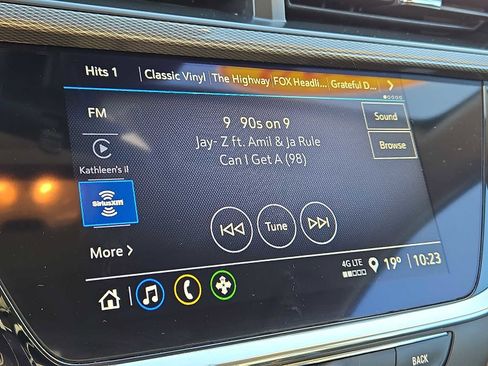 Hits 1 Classic Vinyl The Highway FOX Headli... Grateful D... >
FM
9 90s on 9
Sound
Jay- Z ft. Amil & Ja Rule
Browse
Can I Get A (98)
Kathleen's iI
SiriusXM
Tune
More >
4G LTE
19° 10:23
BACK